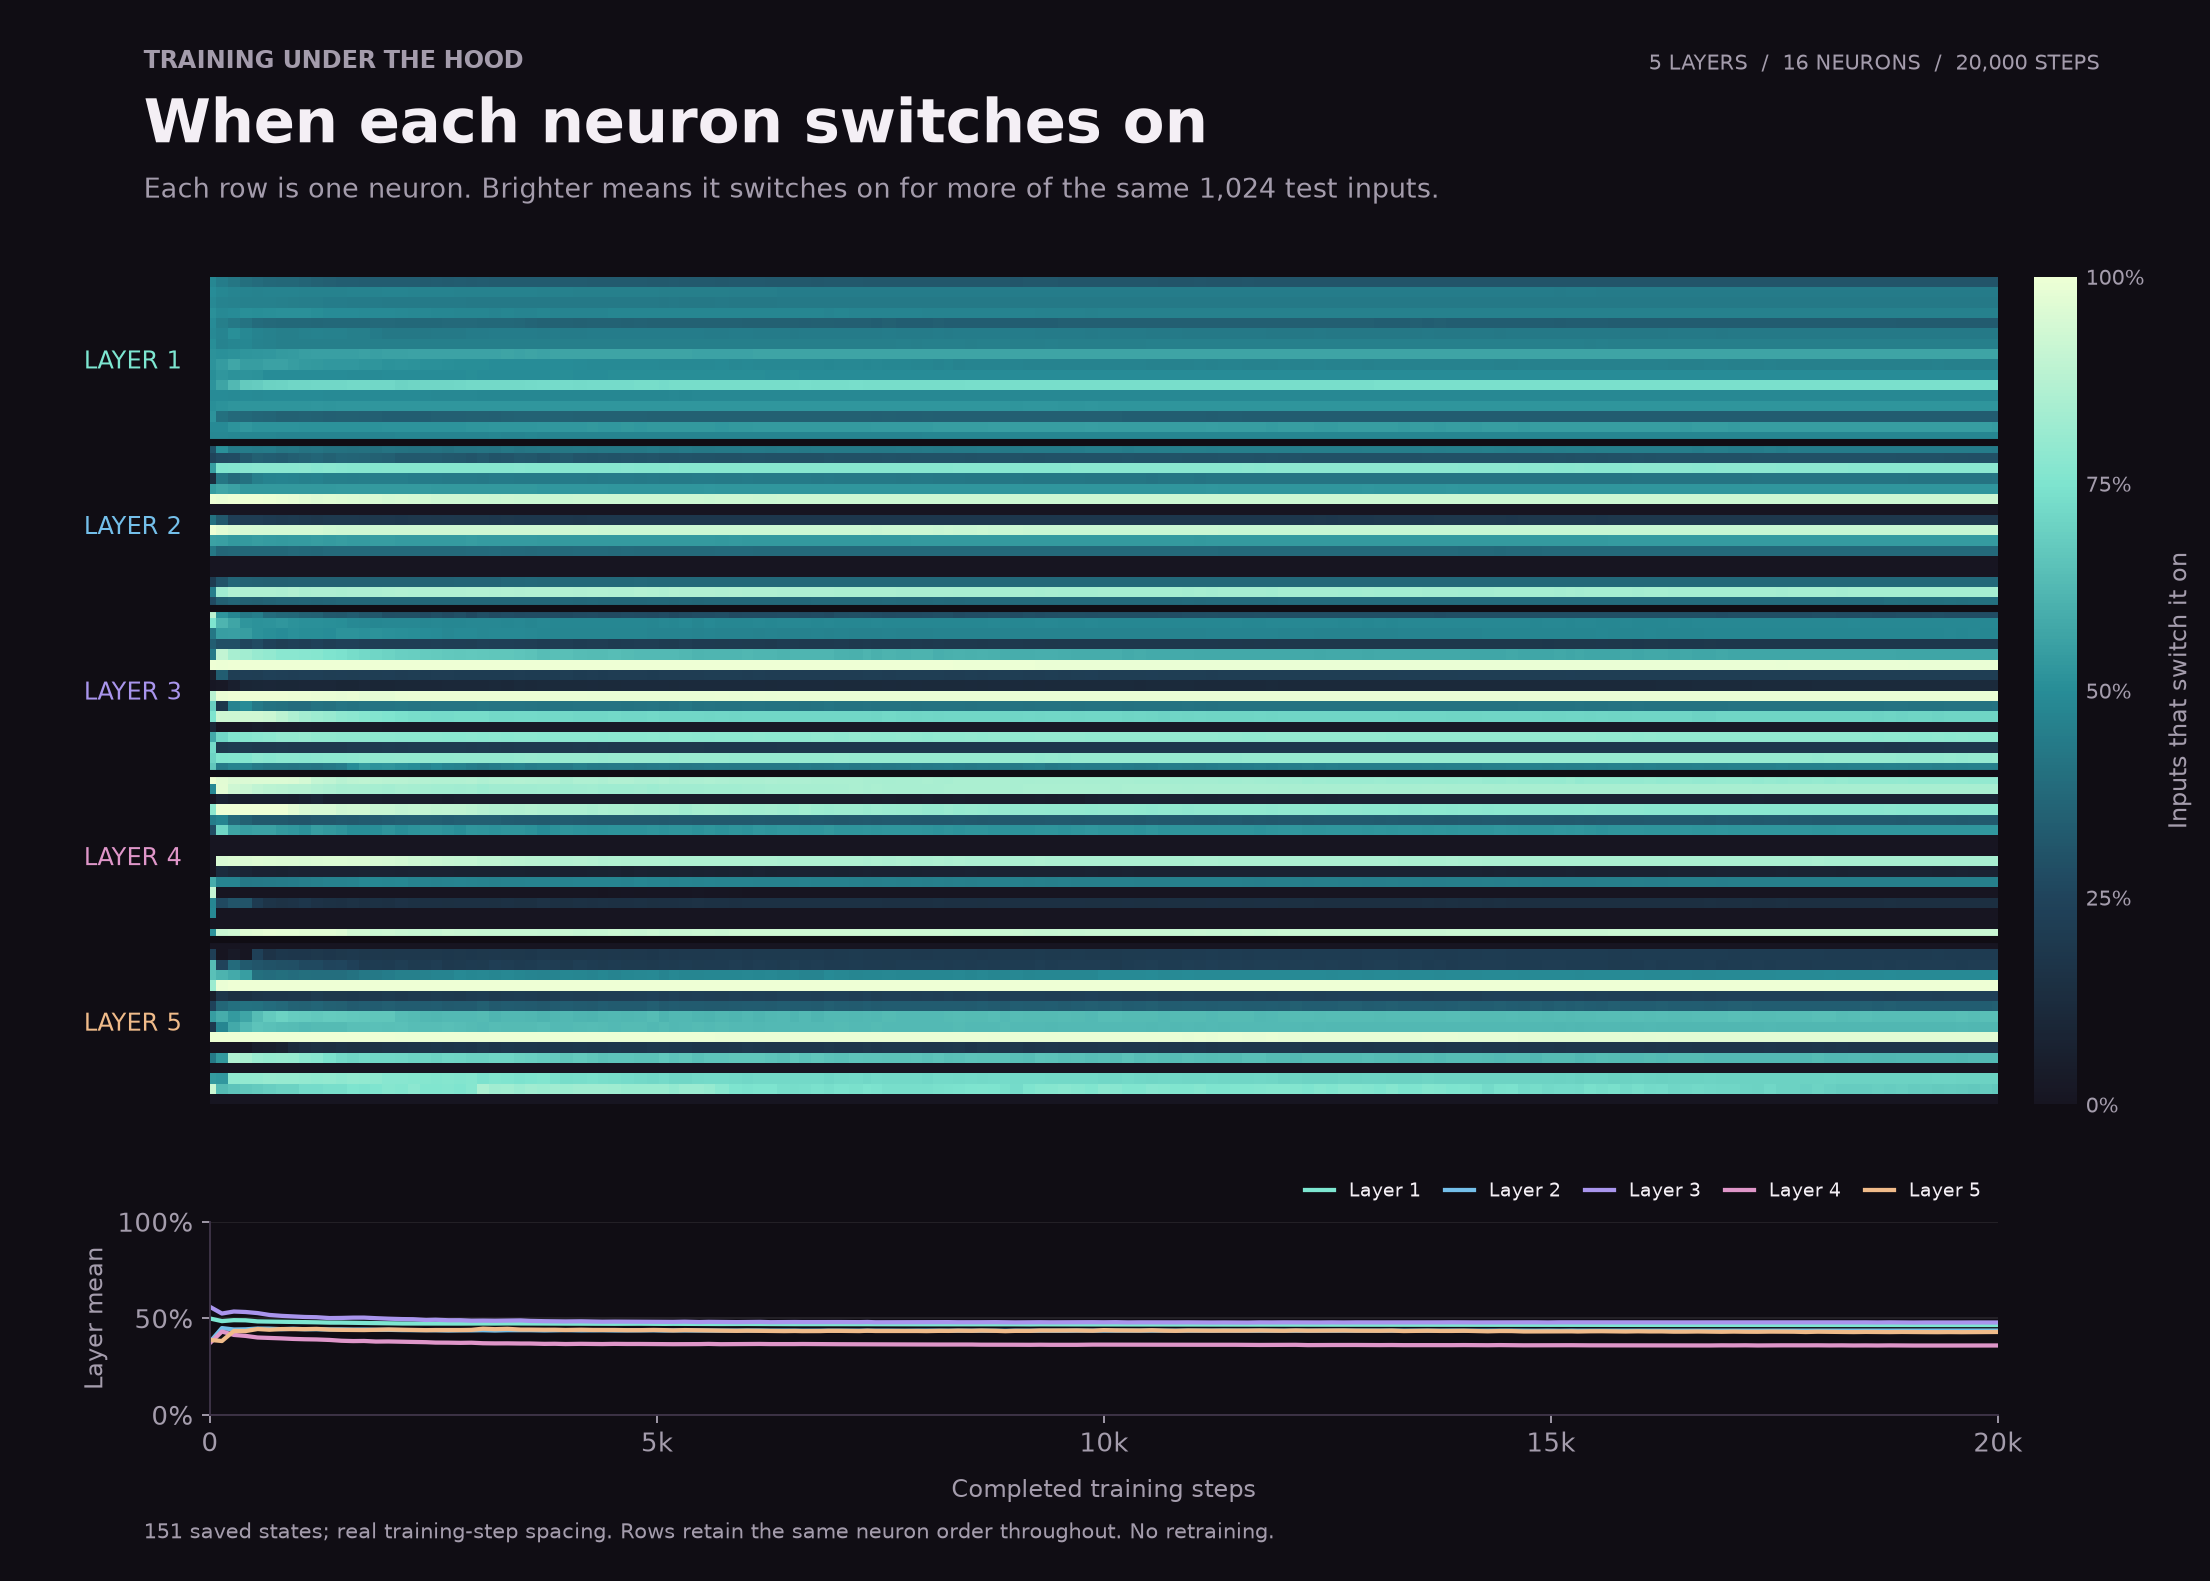 TRAINING UNDER THE HOOD
5 LAYERS / 16 NEURONS / 20,000 STEPS
When each neuron switches on
Each row is one neuron. Brighter means it switches on for more of the same 1,024 test inputs.
LAYER 1
LAYER 2
LAYER 3
LAYER 4
LAYER 5
100%
75%
50%
25%
0%
Inputs that switch it on
Layer 1 Layer 2 Layer 3 Layer 4 Layer 5
Layer mean
100%
50%
0%
0 5k 10k 15k 20k
Completed training steps
151 saved states; real training-step spacing. Rows retain the same neuron order throughout. No retraining.